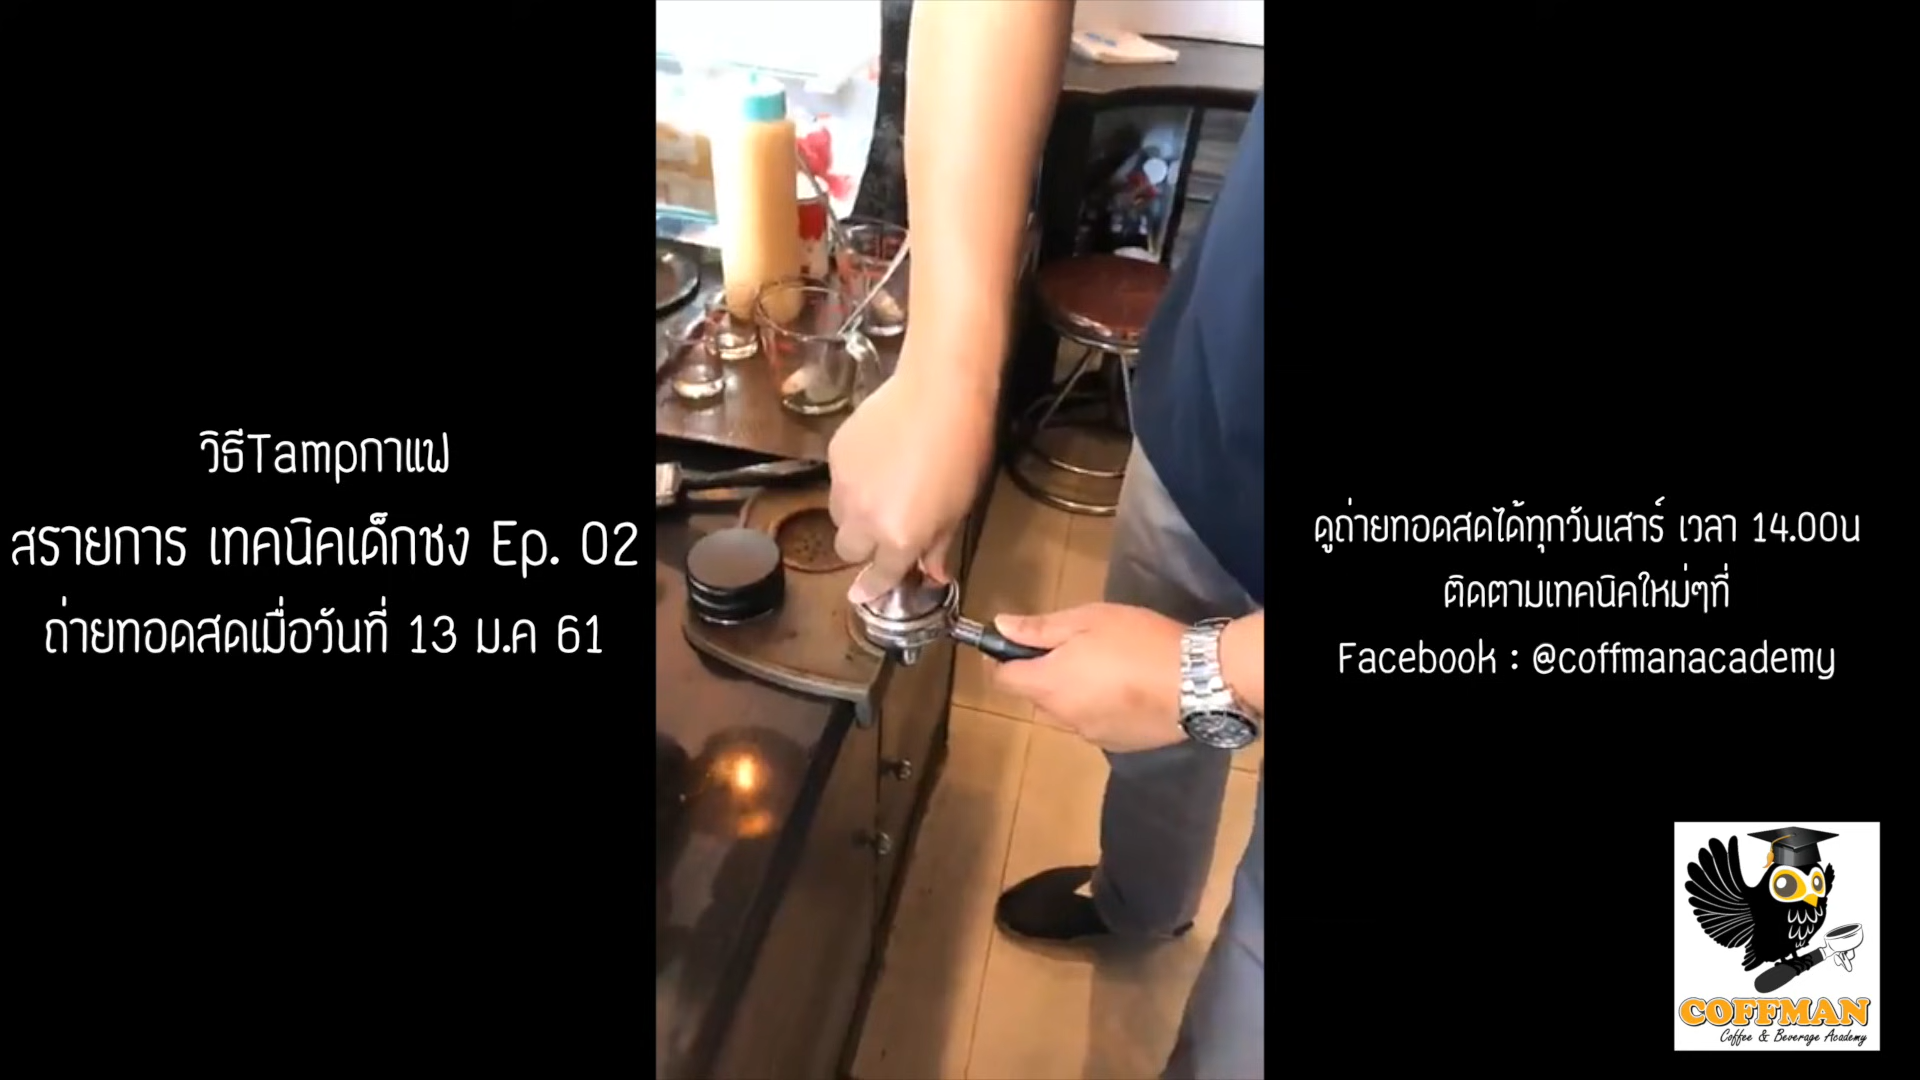 วิธีTampกาแฟ
สรายการ เทคนิคเด็กชง Ep. 02
ถ่ายทอดสดเมื่อวันที่ 13 ม.ค 61
ดูถ่ายทอดสดได้ทุกวันเสาร์ เวลา 14.00น
ติดตามเทคนิคใหม่ๆที่
Facebook : @coffmanacademy
COFFMAN
Coffee & Beverage Academy